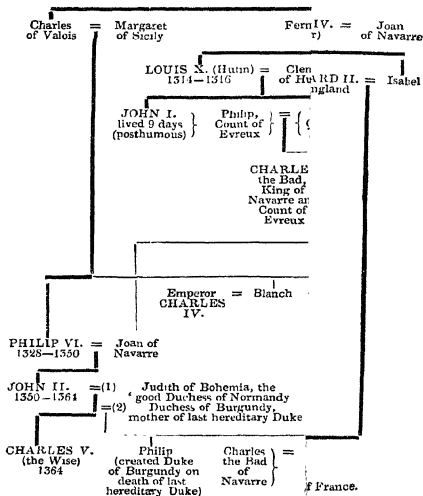 Charles = Margaret
of Valois of Sicily
FernIV. = Joan
r) of Navarre
LOUIS X. (Hutin) = Clen
1314—1316 of HuARD II. = Isabel
ngland
JOHN I.
lived 9 days
(posthumous)
Philip,
Count of
Evreux
=
CHARLE
the Bad,
King of
Navarre an
Count of
Evreux
Emperor = Blanch
CHARLES
IV.
PHILIP VI. = Joan of
1328—1350 Navarre
JOHN II. =(1) Judith of Bohemia, the
1350—1364 good Duchess of Normandy
=(2) Duchess of Burgundy,
mother of last hereditary Duke
CHARLES V.
(the Wise)
1364
Philip
(created Duke
of Burgundy on
death of last
hereditary Duke)
Charles =
the Bad
of
Navarre
f France.